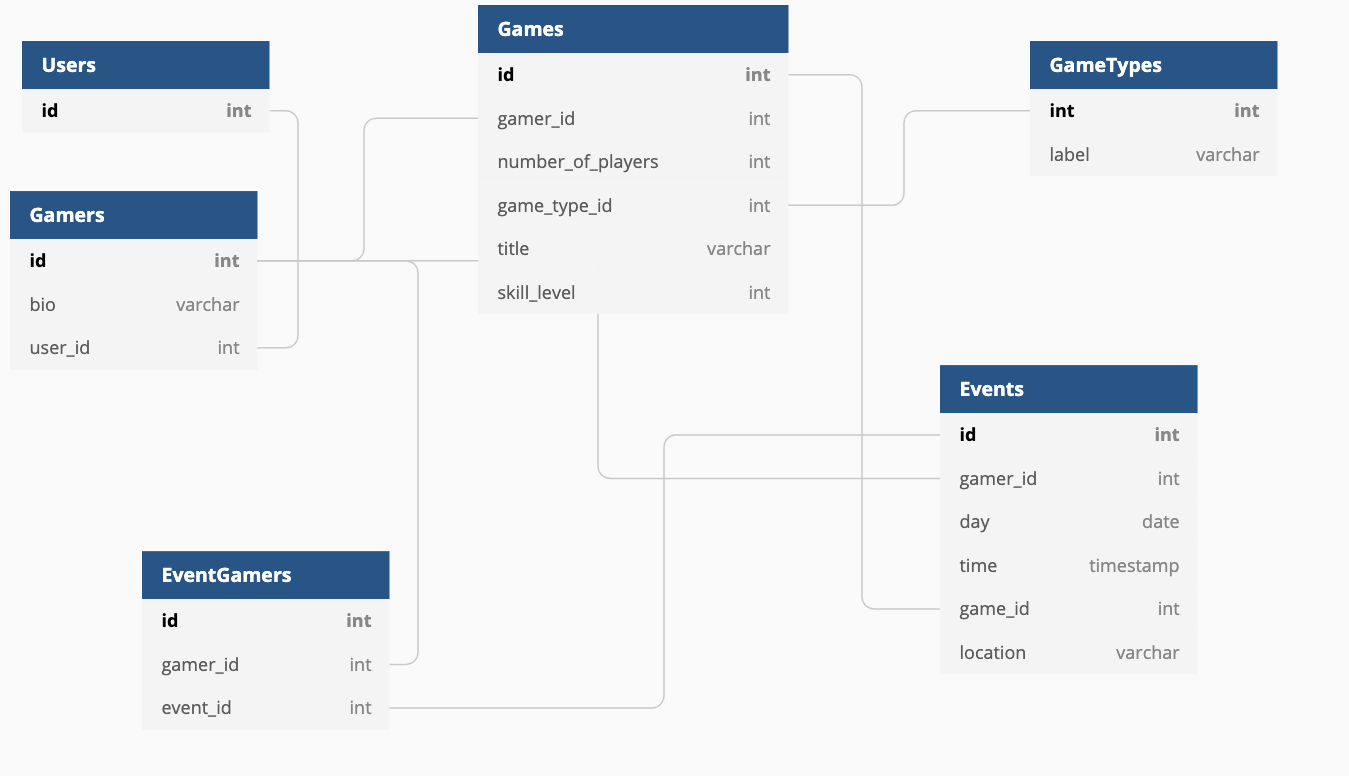 Users
id int
Gamers
id int
bio varchar
user_id int
Games
id int
gamer_id int
number_of_players int
game_type_id int
title varchar
skill_level int
GameTypes
int int
label varchar
Events
id int
gamer_id int
day date
time timestamp
game_id int
location varchar
EventGamers
id int
gamer_id int
event_id int